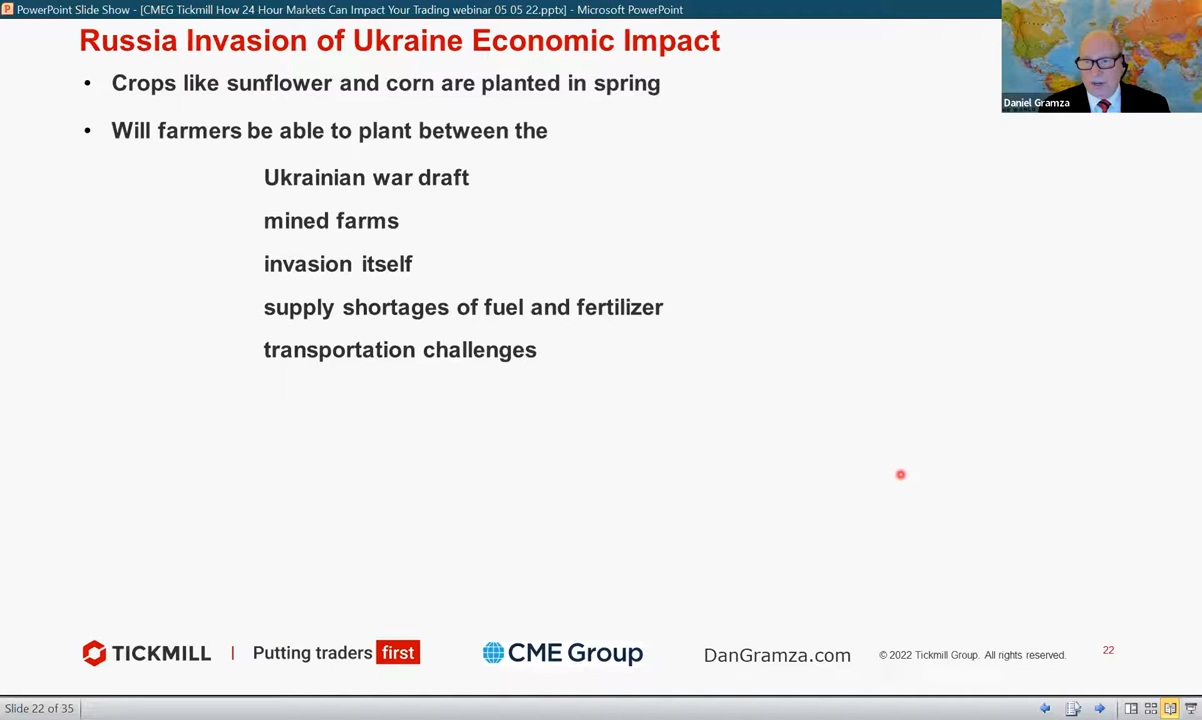 PowerPoint Slide Show - [CMEG Tickmill How 24 Hour Markets Can Impact Your Trading webinar 05 05 22.pptx] - Microsoft PowerPoint
Russia Invasion of Ukraine Economic Impact
• Crops like sunflower and corn are planted in spring
Daniel Gramza
• Will farmers be able to plant between the
Ukrainian war draft
mined farms
invasion itself
supply shortages of fuel and fertilizer
transportation challenges
TICKMILL | Putting traders first
CME Group
DanGramza.com
© 2022 Tickmill Group. All rights reserved.
22
Slide 22 of 35